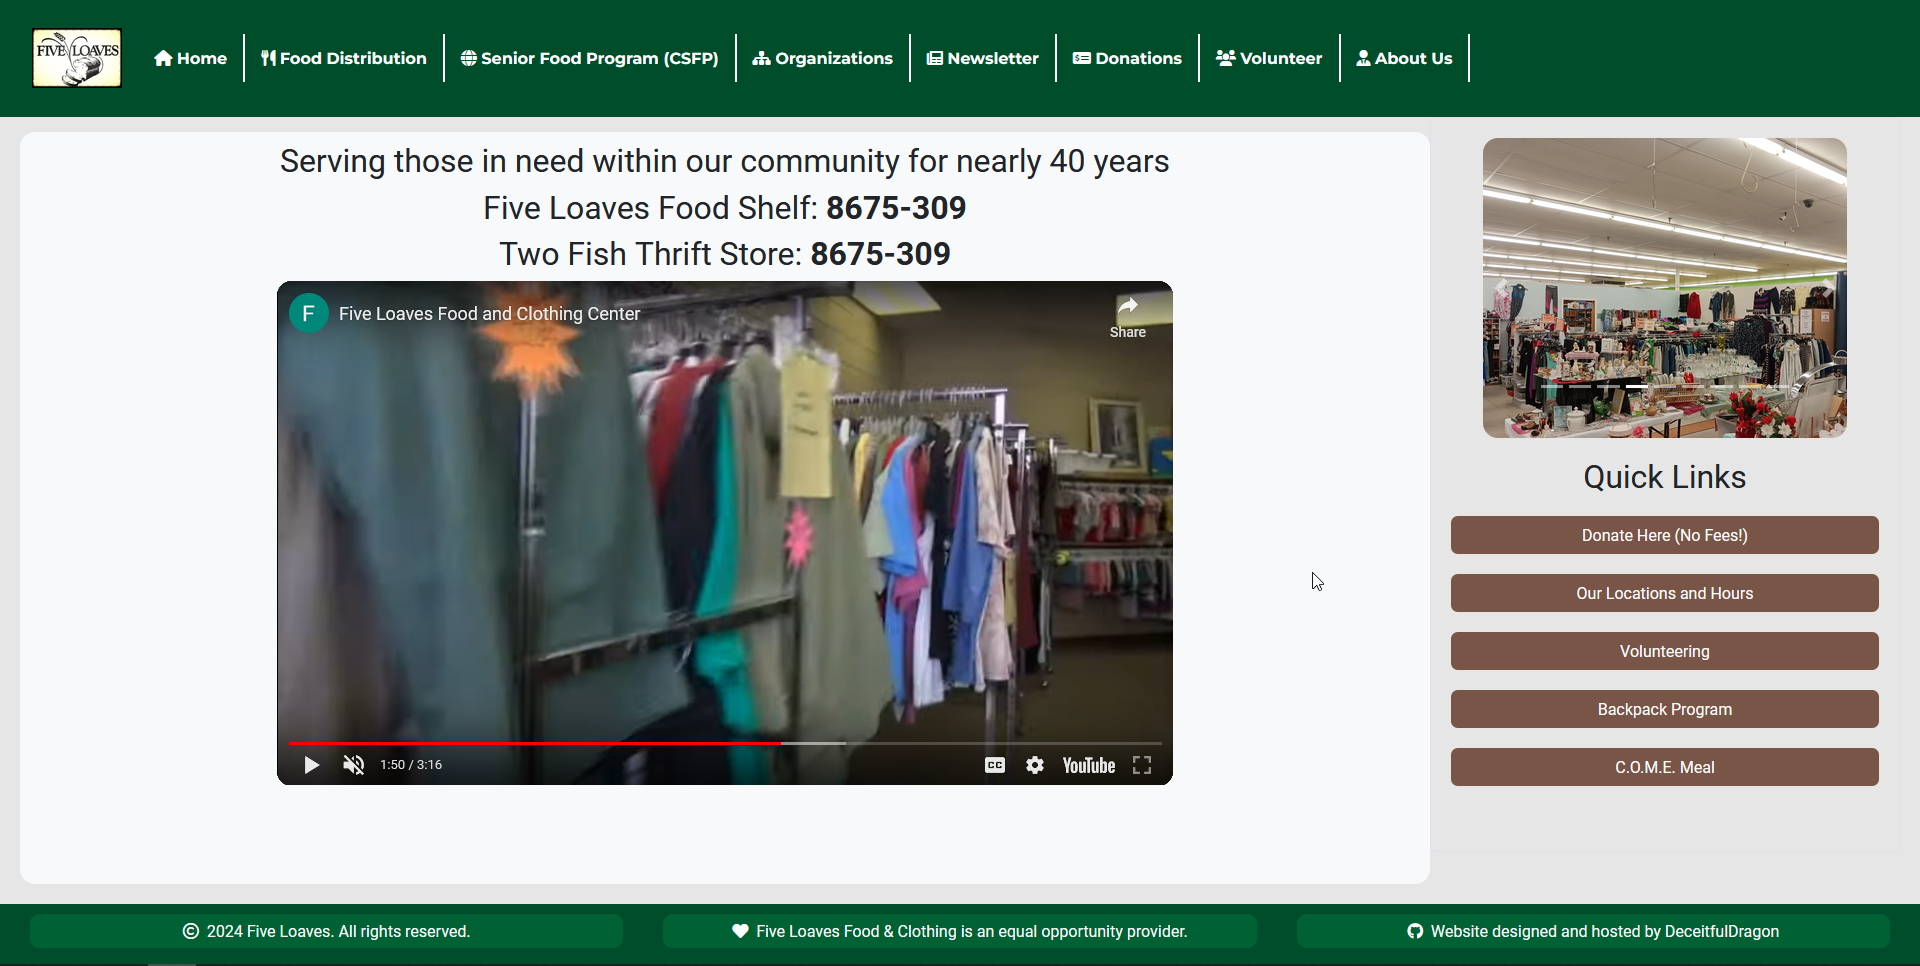 FIVE LOAVES
Home
Food Distribution
Senior Food Program (CSFP)
Organizations
Newsletter
Donations
Volunteer
About Us
Serving those in need within our community for nearly 40 years
Five Loaves Food Shelf: 8675-309
Two Fish Thrift Store: 8675-309
F
Five Loaves Food and Clothing Center
Share
1:50 / 3:16
CC
YouTube
Quick Links
Donate Here (No Fees!)
Our Locations and Hours
Volunteering
Backpack Program
C.O.M.E. Meal
© 2024 Five Loaves. All rights reserved.
Five Loaves Food & Clothing is an equal opportunity provider.
Website designed and hosted by DeceitfulDragon